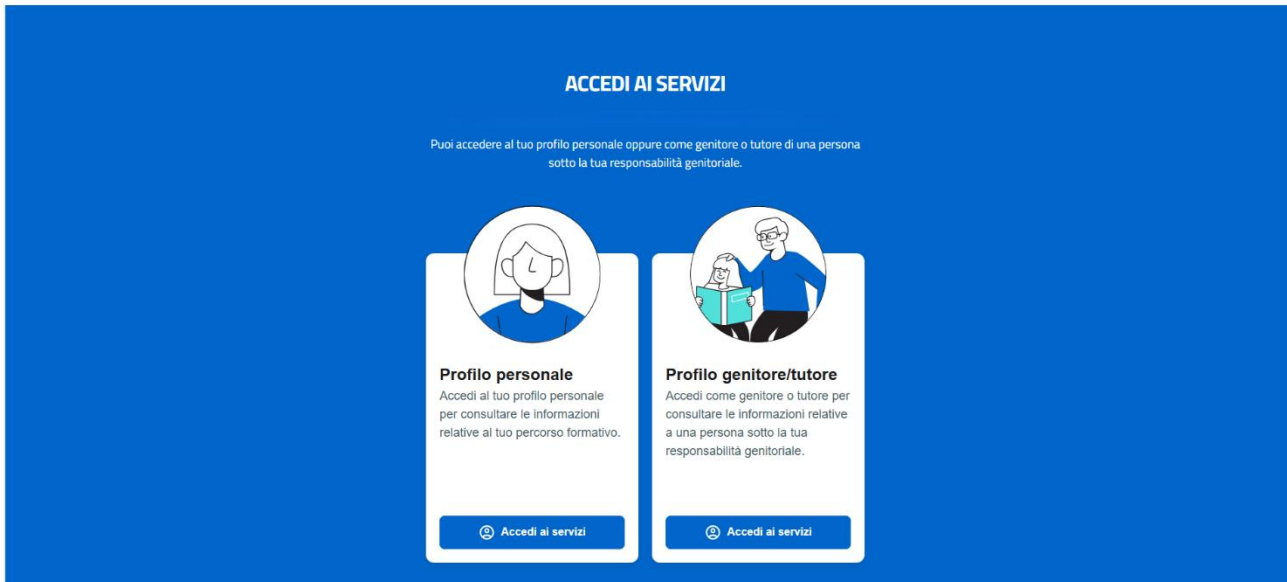 ACCEDI AI SERVIZI
Puoi accedere al tuo profilo personale oppure come genitore o tutore di una persona
sotto la tua responsabilità genitoriale.
Profilo personale
Accedi al tuo profilo personale
per consultare le informazioni
relative al tuo percorso formativo.
Accedi ai servizi
Profilo genitore/tutore
Accedi come genitore o tutore per
consultare le informazioni relative
a una persona sotto la tua
responsabilità genitoriale.
Accedi ai servizi